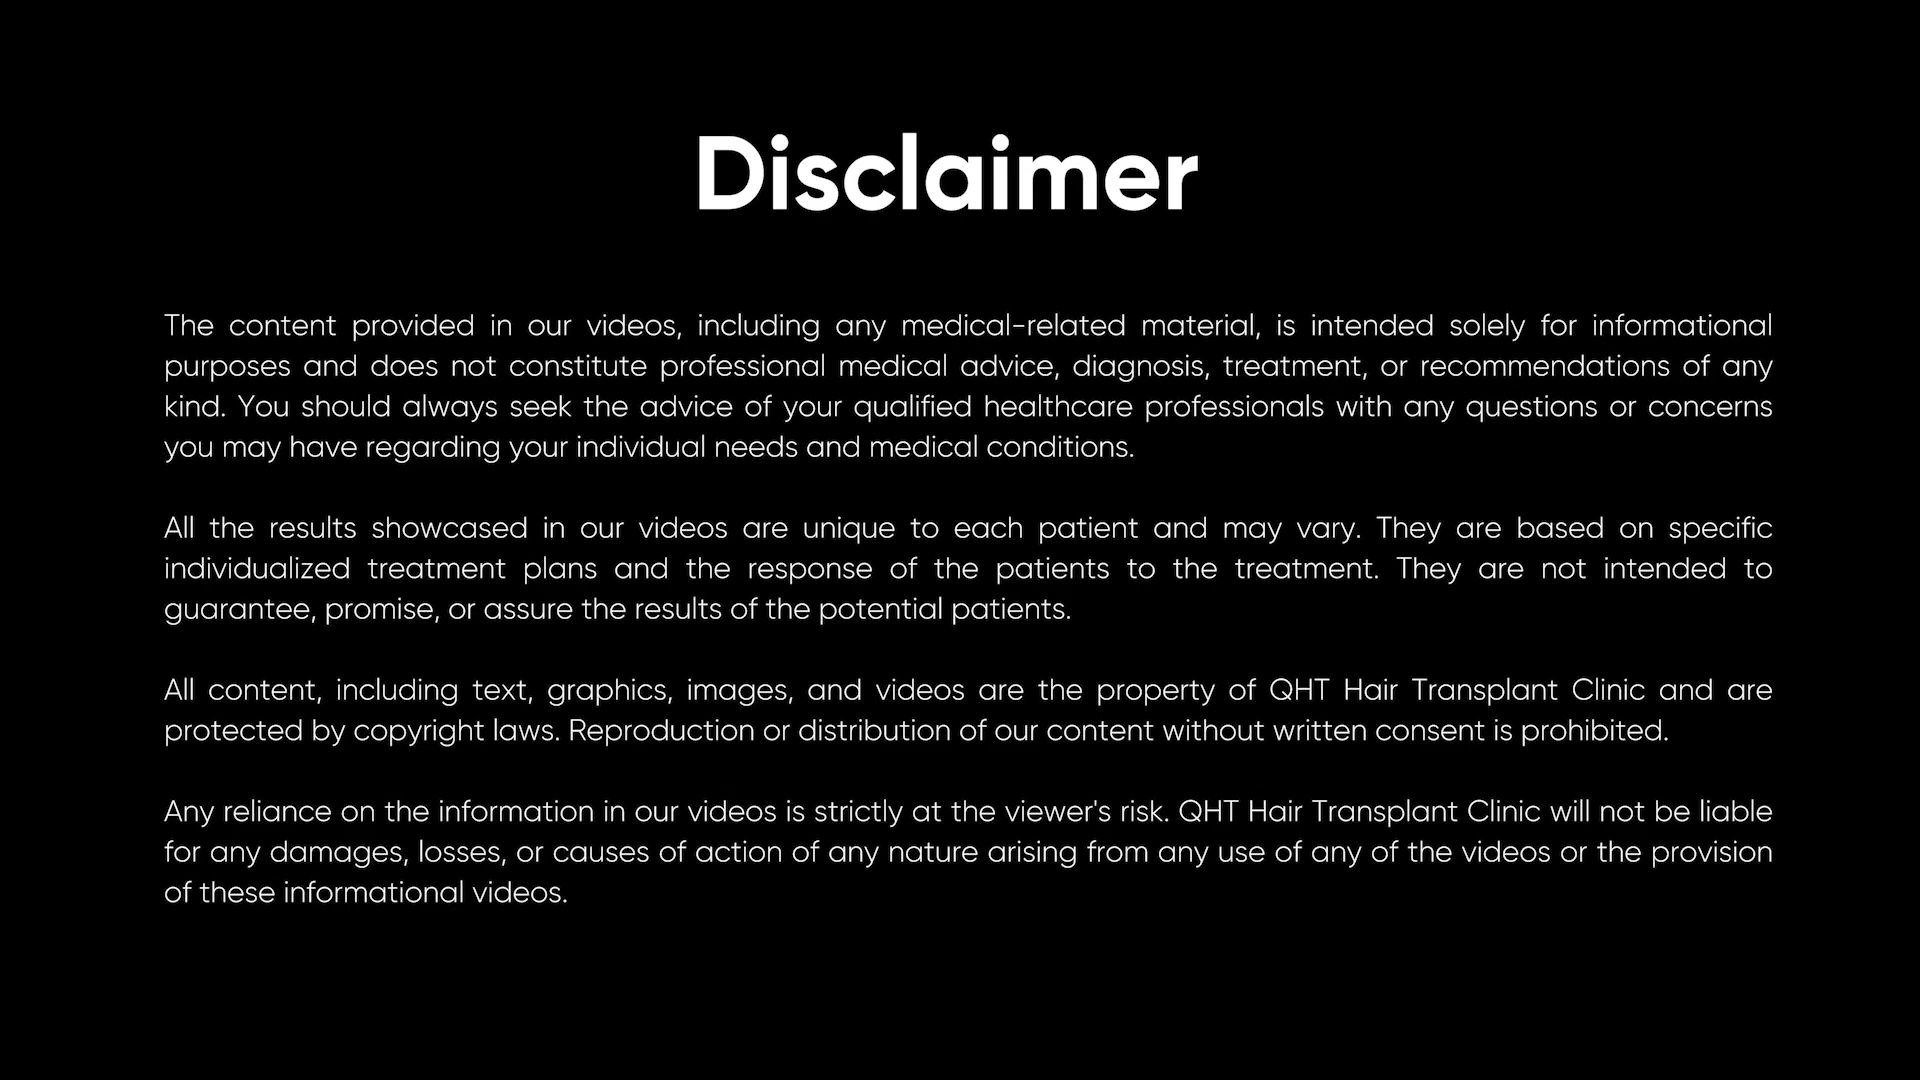 Disclaimer
The content provided in our videos, including any medical-related material, is intended solely for informational
purposes and does not constitute professional medical advice, diagnosis, treatment, or recommendations of any
kind. You should always seek the advice of your qualified healthcare professionals with any questions or concerns
you may have regarding your individual needs and medical conditions.
All the results showcased in our videos are unique to each patient and may vary. They are based on specific
individualized treatment plans and the response of the patients to the treatment. They are not intended to
guarantee, promise, or assure the results of the potential patients.
All content, including text, graphics, images, and videos are the property of QHT Hair Transplant Clinic and are
protected by copyright laws. Reproduction or distribution of our content without written consent is prohibited.
Any reliance on the information in our videos is strictly at the viewer's risk. QHT Hair Transplant Clinic will not be liable
for any damages, losses, or causes of action of any nature arising from any use of any of the videos or the provision
of these informational videos.